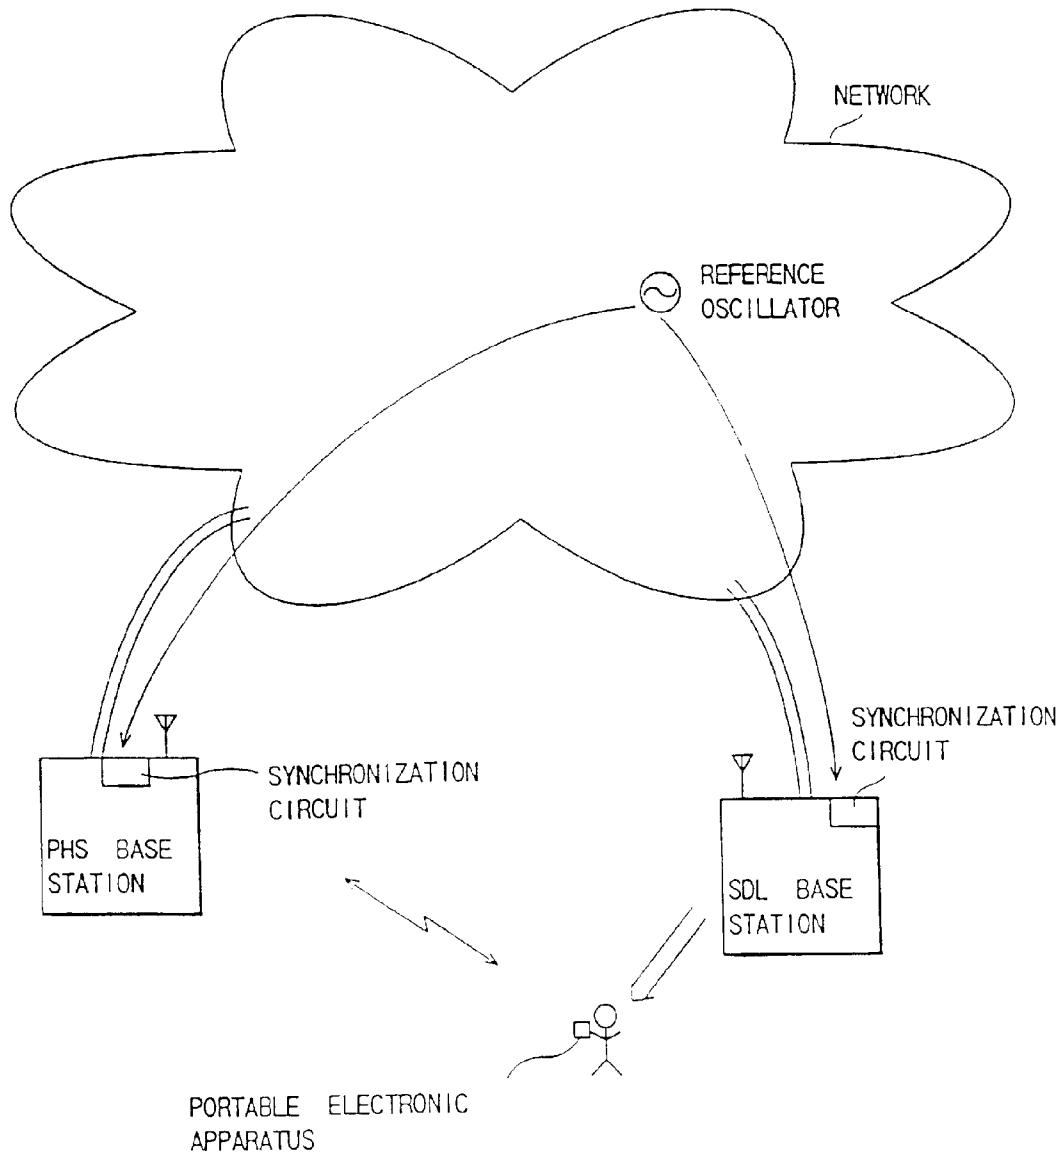 NETWORK
REFERENCE
OSCILLATOR
SYNCHRONIZATION
CIRCUIT
SYNCHRONIZATION
CIRCUIT
PHS BASE
STATION
SDL BASE
STATION
PORTABLE ELECTRONIC
APPARATUS